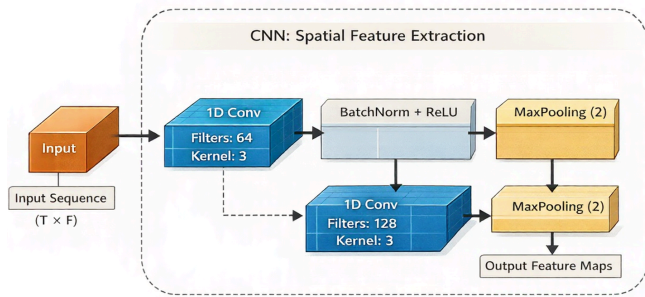 CNN: Spatial Feature Extraction
Input
Input Sequence
(T × F)
1D Conv
Filters: 64
Kernel: 3
BatchNorm + ReLU
MaxPooling (2)
1D Conv
Filters: 128
Kernel: 3
MaxPooling (2)
Output Feature Maps